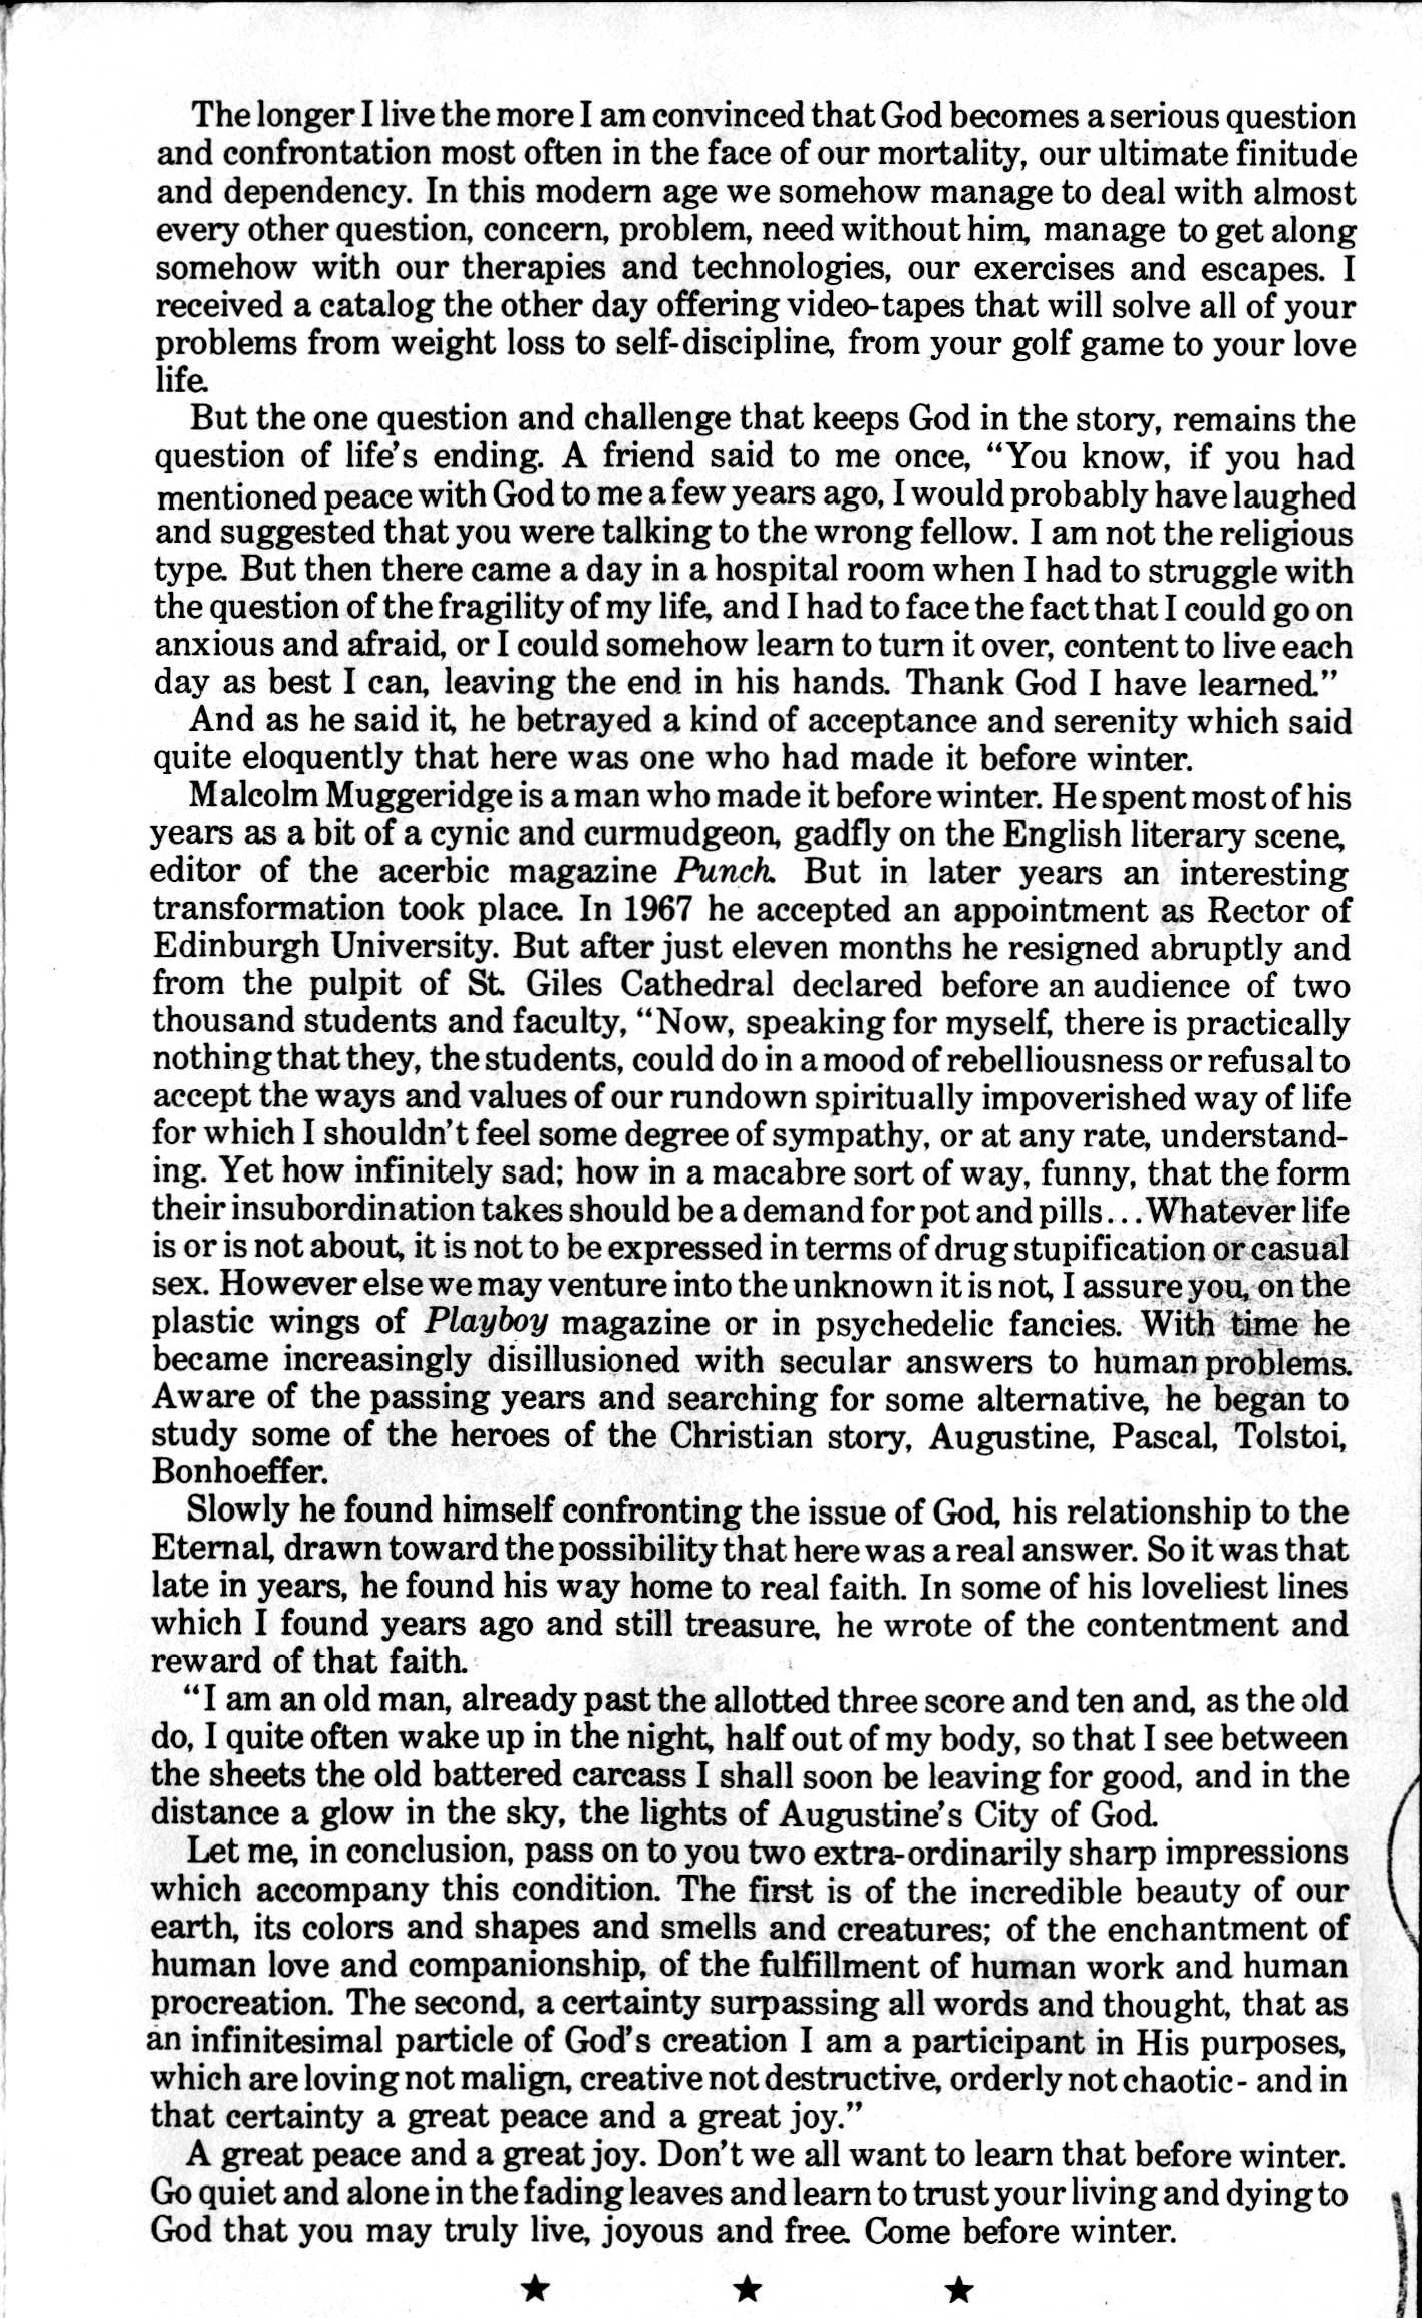 The longer I live the more I am convinced that God becomes a serious question
and confrontation most often in the face of our mortality, our ultimate finitude
and dependency. In this modern age we somehow manage to deal with almost
every other question, concern, problem, need without him, manage to get along
somehow with our therapies and technologies, our exercises and escapes. I
received a catalog the other day offering video-tapes that will solve all of your
problems from weight loss to self-discipline, from your golf game to your love
life.
But the one question and challenge that keeps God in the story, remains the
question of life's ending. A friend said to me once, “You know, if you had
mentioned peace with God to me a few years ago, I would probably have laughed
and suggested that you were talking to the wrong fellow. I am not the religious
type. But then there came a day in a hospital room when I had to struggle with
the question of the fragility of my life, and I had to face the fact that I could go on
anxious and afraid, or I could somehow learn to turn it over, content to live each
day as best I can, leaving the end in his hands. Thank God I have learned.”
And as he said it, he betrayed a kind of acceptance and serenity which said
quite eloquently that here was one who had made it before winter.
Malcolm Muggeridge is a man who made it before winter. He spent most of his
years as a bit of a cynic and curmudgeon, gadfly on the English literary scene,
editor of the acerbic magazine Punch. But in later years an interesting
transformation took place. In 1967 he accepted an appointment as Rector of
Edinburgh University. But after just eleven months he resigned abruptly and
from the pulpit of St. Giles Cathedral declared before an audience of two
thousand students and faculty, “Now, speaking for myself, there is practically
nothing that they, the students, could do in a mood of rebelliousness or refusal to
accept the ways and values of our rundown spiritually impoverished way of life
for which I shouldn't feel some degree of sympathy, or at any rate, understand-
ing. Yet how infinitely sad; how in a macabre sort of way, funny, that the form
their insubordination takes should be a demand for pot and pills...Whatever life
is or is not about, it is not to be expressed in terms of drug stupification or casual
sex. However else we may venture into the unknown it is not, I assure you, on the
plastic wings of Playboy magazine or in psychedelic fancies. With time he
became increasingly disillusioned with secular answers to human problems.
Aware of the passing years and searching for some alternative, he began to
study some of the heroes of the Christian story, Augustine, Pascal, Tolstoi,
Bonhoeffer.
Slowly he found himself confronting the issue of God, his relationship to the
Eternal, drawn toward the possibility that here was a real answer. So it was that
late in years, he found his way home to real faith. In some of his loveliest lines
which I found years ago and still treasure, he wrote of the contentment and
reward of that faith.
“I am an old man, already past the allotted three score and ten and, as the old
do, I quite often wake up in the night, half out of my body, so that I see between
the sheets the old battered carcass I shall soon be leaving for good, and in the
distance a glow in the sky, the lights of Augustine's City of God.
Let me, in conclusion, pass on to you two extra-ordinarily sharp impressions
which accompany this condition. The first is of the incredible beauty of our
earth, its colors and shapes and smells and creatures; of the enchantment of
human love and companionship, of the fulfillment of human work and human
procreation. The second, a certainty surpassing all words and thought, that as
an infinitesimal particle of God's creation I am a participant in His purposes,
which are loving not malign, creative not destructive, orderly not chaotic - and in
that certainty a great peace and a great joy.”
A great peace and a great joy. Don't we all want to learn that before winter.
Go quiet and alone in the fading leaves and learn to trust your living and dying to
God that you may truly live, joyous and free. Come before winter.
★ ★ ★